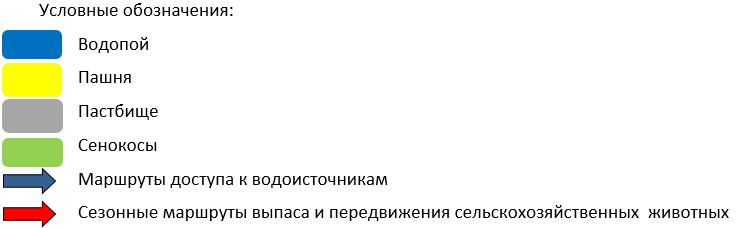 Условные обозначения:
Водопой
Пашня
Пастбище
Сенокосы
Маршруты доступа к водоисточникам
Сезонные маршруты выпаса и передвижения сельскохозяйственных животных